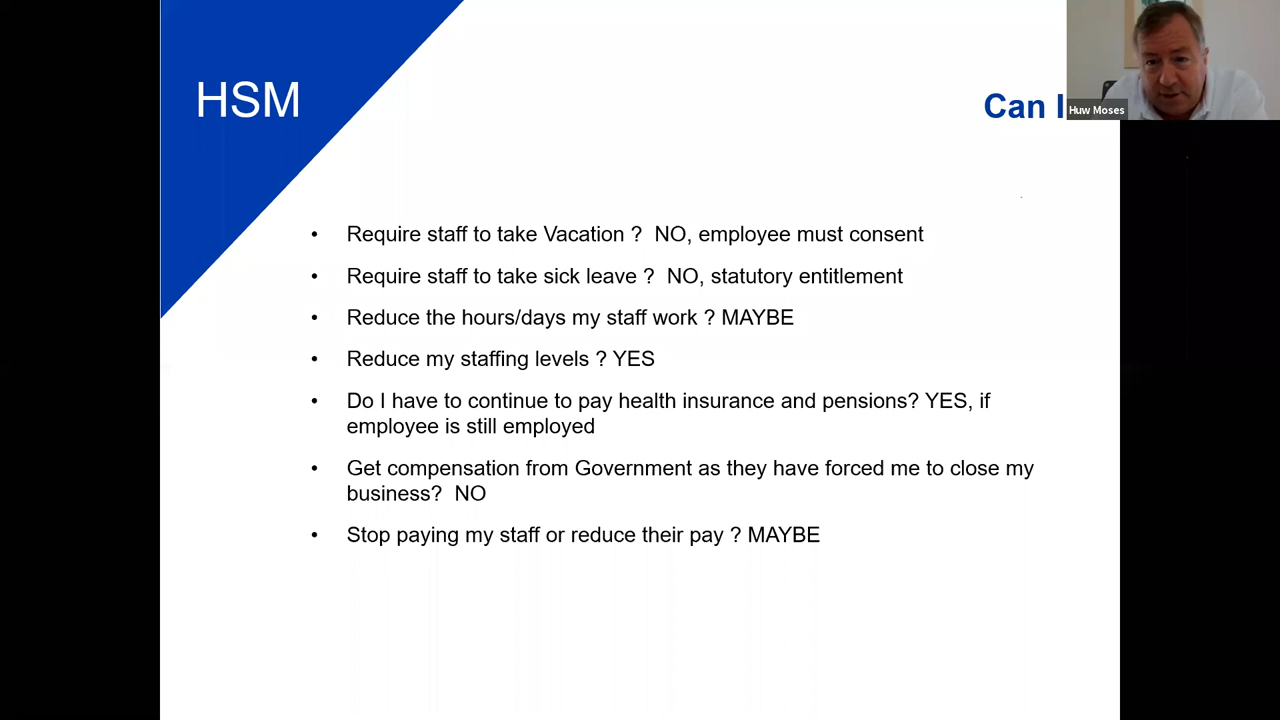 HSM
Can I
Huw Moses
• Require staff to take Vacation ? NO, employee must consent
• Require staff to take sick leave ? NO, statutory entitlement
• Reduce the hours/days my staff work ? MAYBE
• Reduce my staffing levels ? YES
• Do I have to continue to pay health insurance and pensions? YES, if
employee is still employed
• Get compensation from Government as they have forced me to close my
business? NO
• Stop paying my staff or reduce their pay ? MAYBE